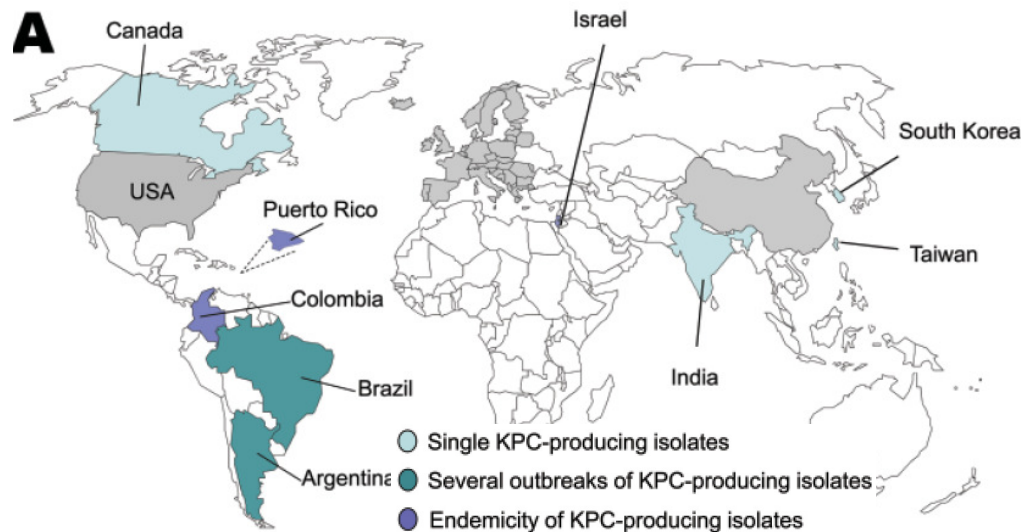 A
Canada
Israel
South Korea
USA
Puerto Rico
Taiwan
Colombia
India
Brazil
Single KPC-producing isolates
Argentina
Several outbreaks of KPC-producing isolates
Endemicity of KPC-producing isolates